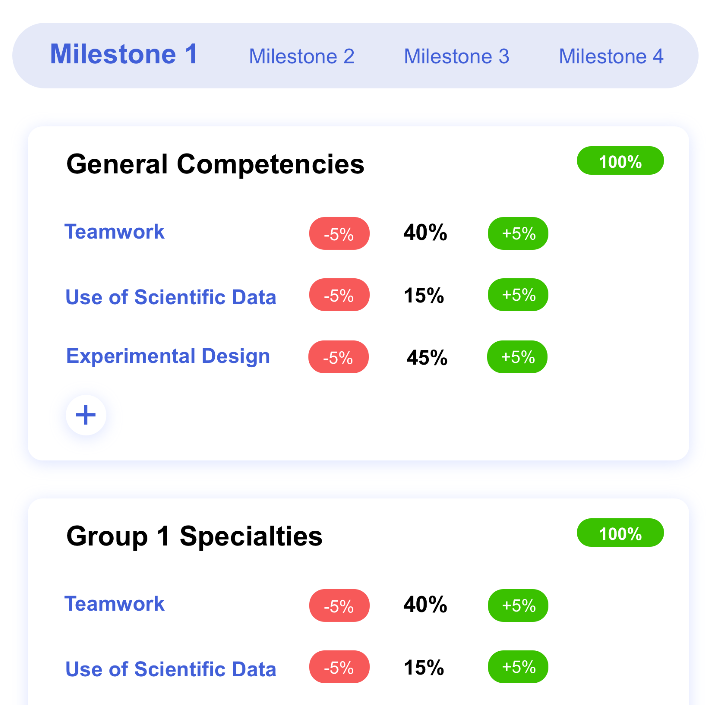 Milestone 1 Milestone 2 Milestone 3 Milestone 4
General Competencies 100%
Teamwork -5% 40% +5%
Use of Scientific Data -5% 15% +5%
Experimental Design -5% 45% +5%
+
Group 1 Specialties 100%
Teamwork -5% 40% +5%
Use of Scientific Data -5% 15% +5%